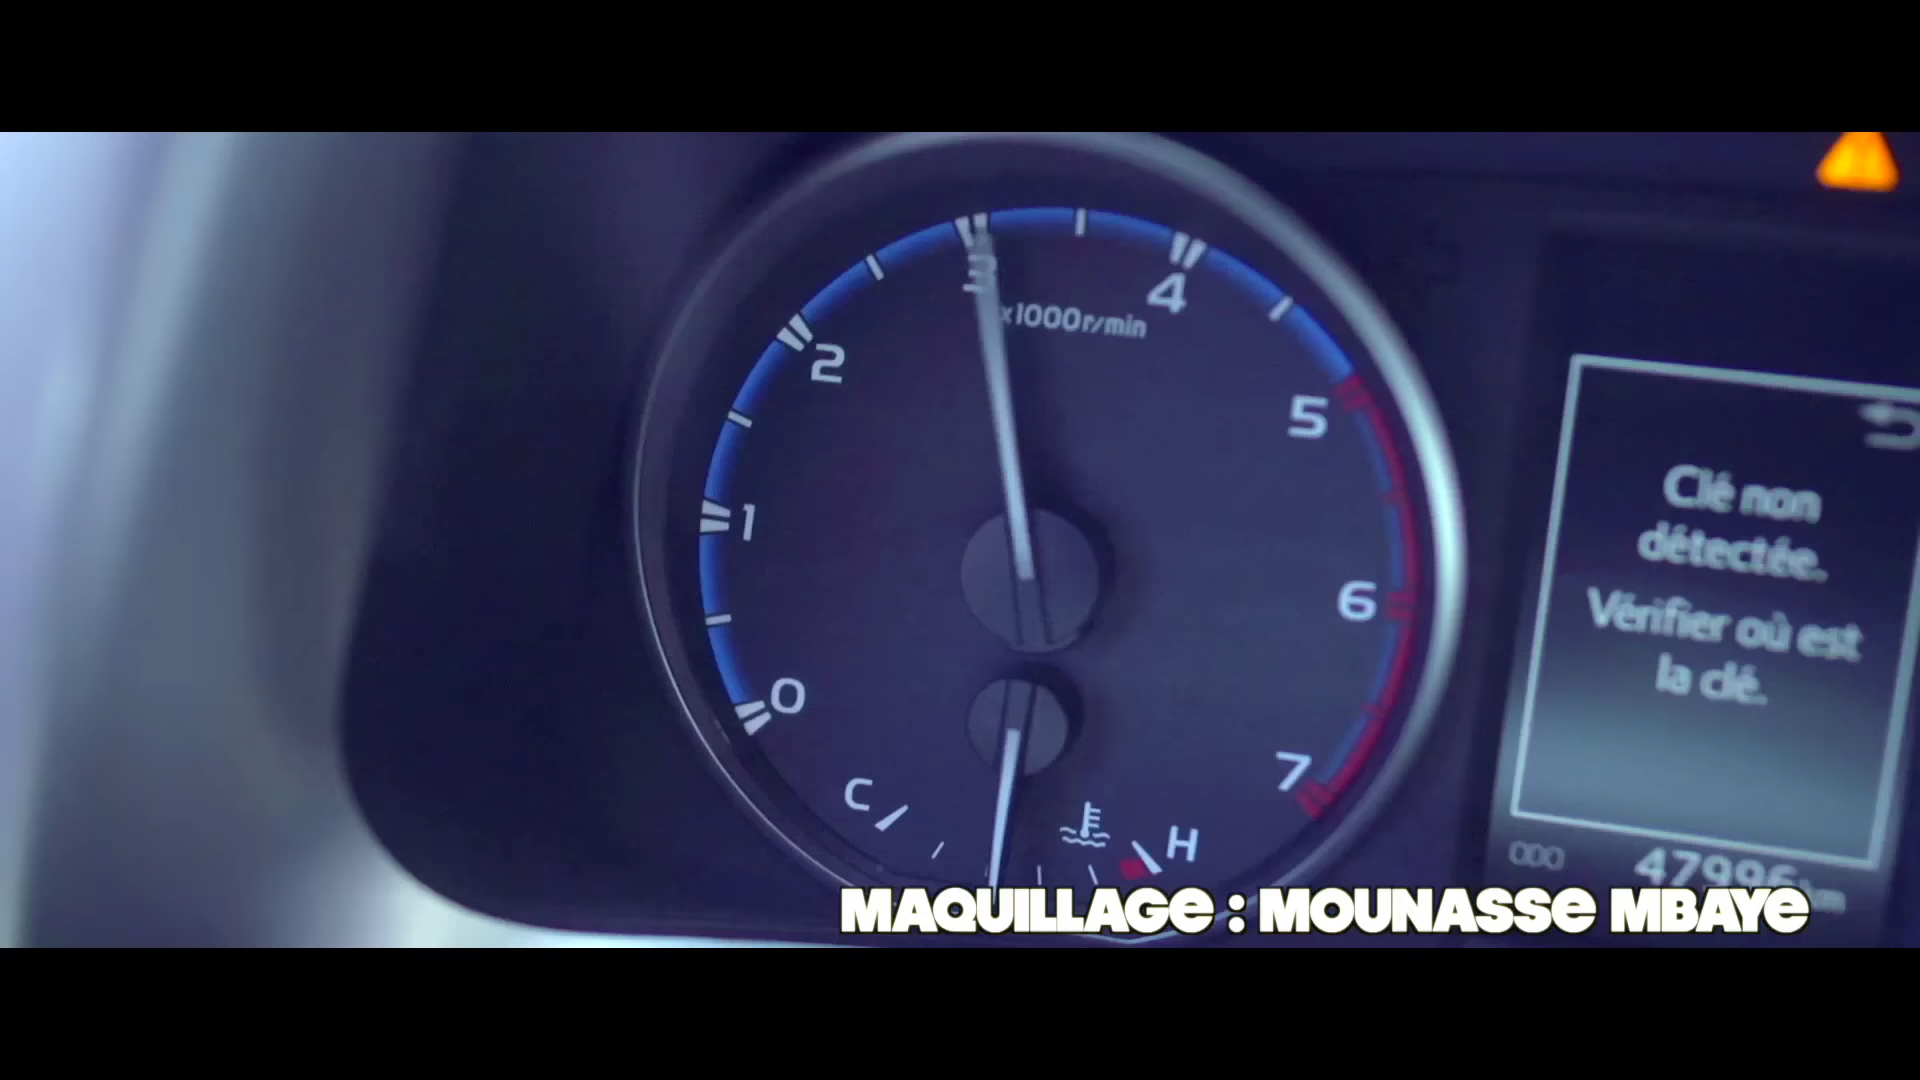 3
4
x1000r/min
2
5
1
6
0
7
C
H
Clé non
détectée.
Vérifier où est
la clé.
47996 km
MAQUILLAGE : MOUNASSE MBAYE